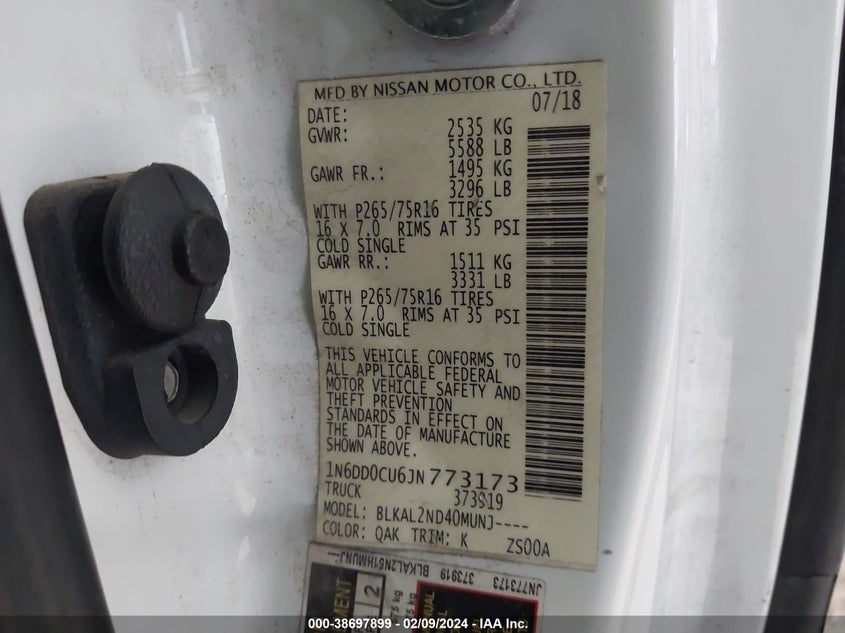 MFD BY NISSAN MOTOR CO., LTD.
DATE: 07/18
GVWR: 2535 KG
5588 LB
GAWR FR.: 1495 KG
3296 LB
WITH P265/75R16 TIRES
16 X 7.0 RIMS AT 35 PSI
COLD SINGLE
GAWR RR.: 1511 KG
3331 LB
WITH P265/75R16 TIRES
16 X 7.0 RIMS AT 35 PSI
COLD SINGLE
THIS VEHICLE CONFORMS TO
ALL APPLICABLE FEDERAL
MOTOR VEHICLE SAFETY AND
THEFT PREVENTION
STANDARDS IN EFFECT ON
THE DATE OF MANUFACTURE
SHOWN ABOVE.
1N6DD0CU6JN773173
TRUCK 373919
MODEL: BLKAL2ND40MUNJ----
COLOR: QAK TRIM: K ZS00A
JN773173 373919 BLKAL2N61HMUNJ--
2
000-38697899 - 02/09/2024 - IAA Inc.